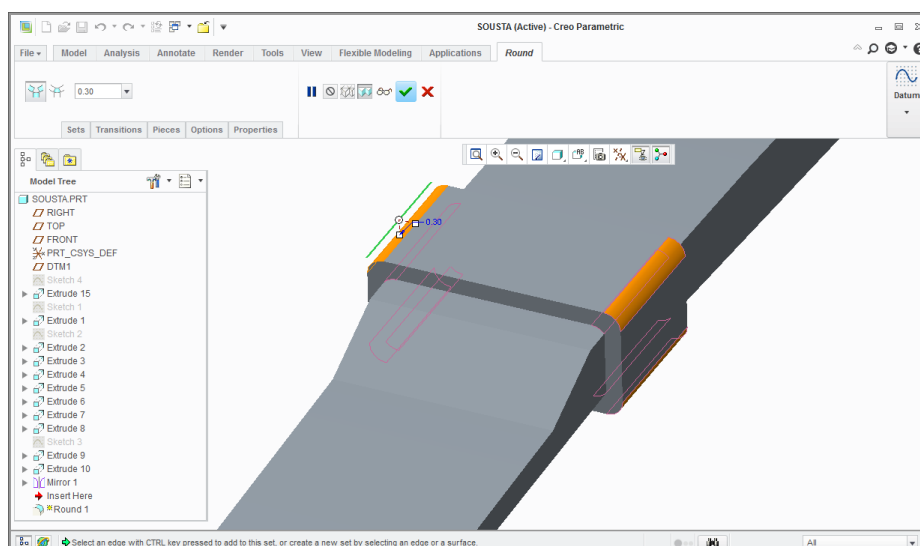 SOUSTA (Active) - Creo Parametric
File Model Analysis Annotate Render Tools View Flexible Modeling Applications Round
0.30
Datum
Sets Transitions Pieces Options Properties
Model Tree
SOUSTA.PRT
RIGHT
TOP
FRONT
PRT_CSYS_DEF
DTM1
Sketch 4
Extrude 15
Sketch 1
Extrude 1
Sketch 2
Extrude 2
Extrude 3
Extrude 4
Extrude 5
Extrude 6
Extrude 7
Extrude 8
Sketch 3
Extrude 9
Extrude 10
Mirror 1
Insert Here
Round 1
0.30
Select an edge with CTRL key pressed to add to this set, or create a new set by selecting an edge or a surface.
All